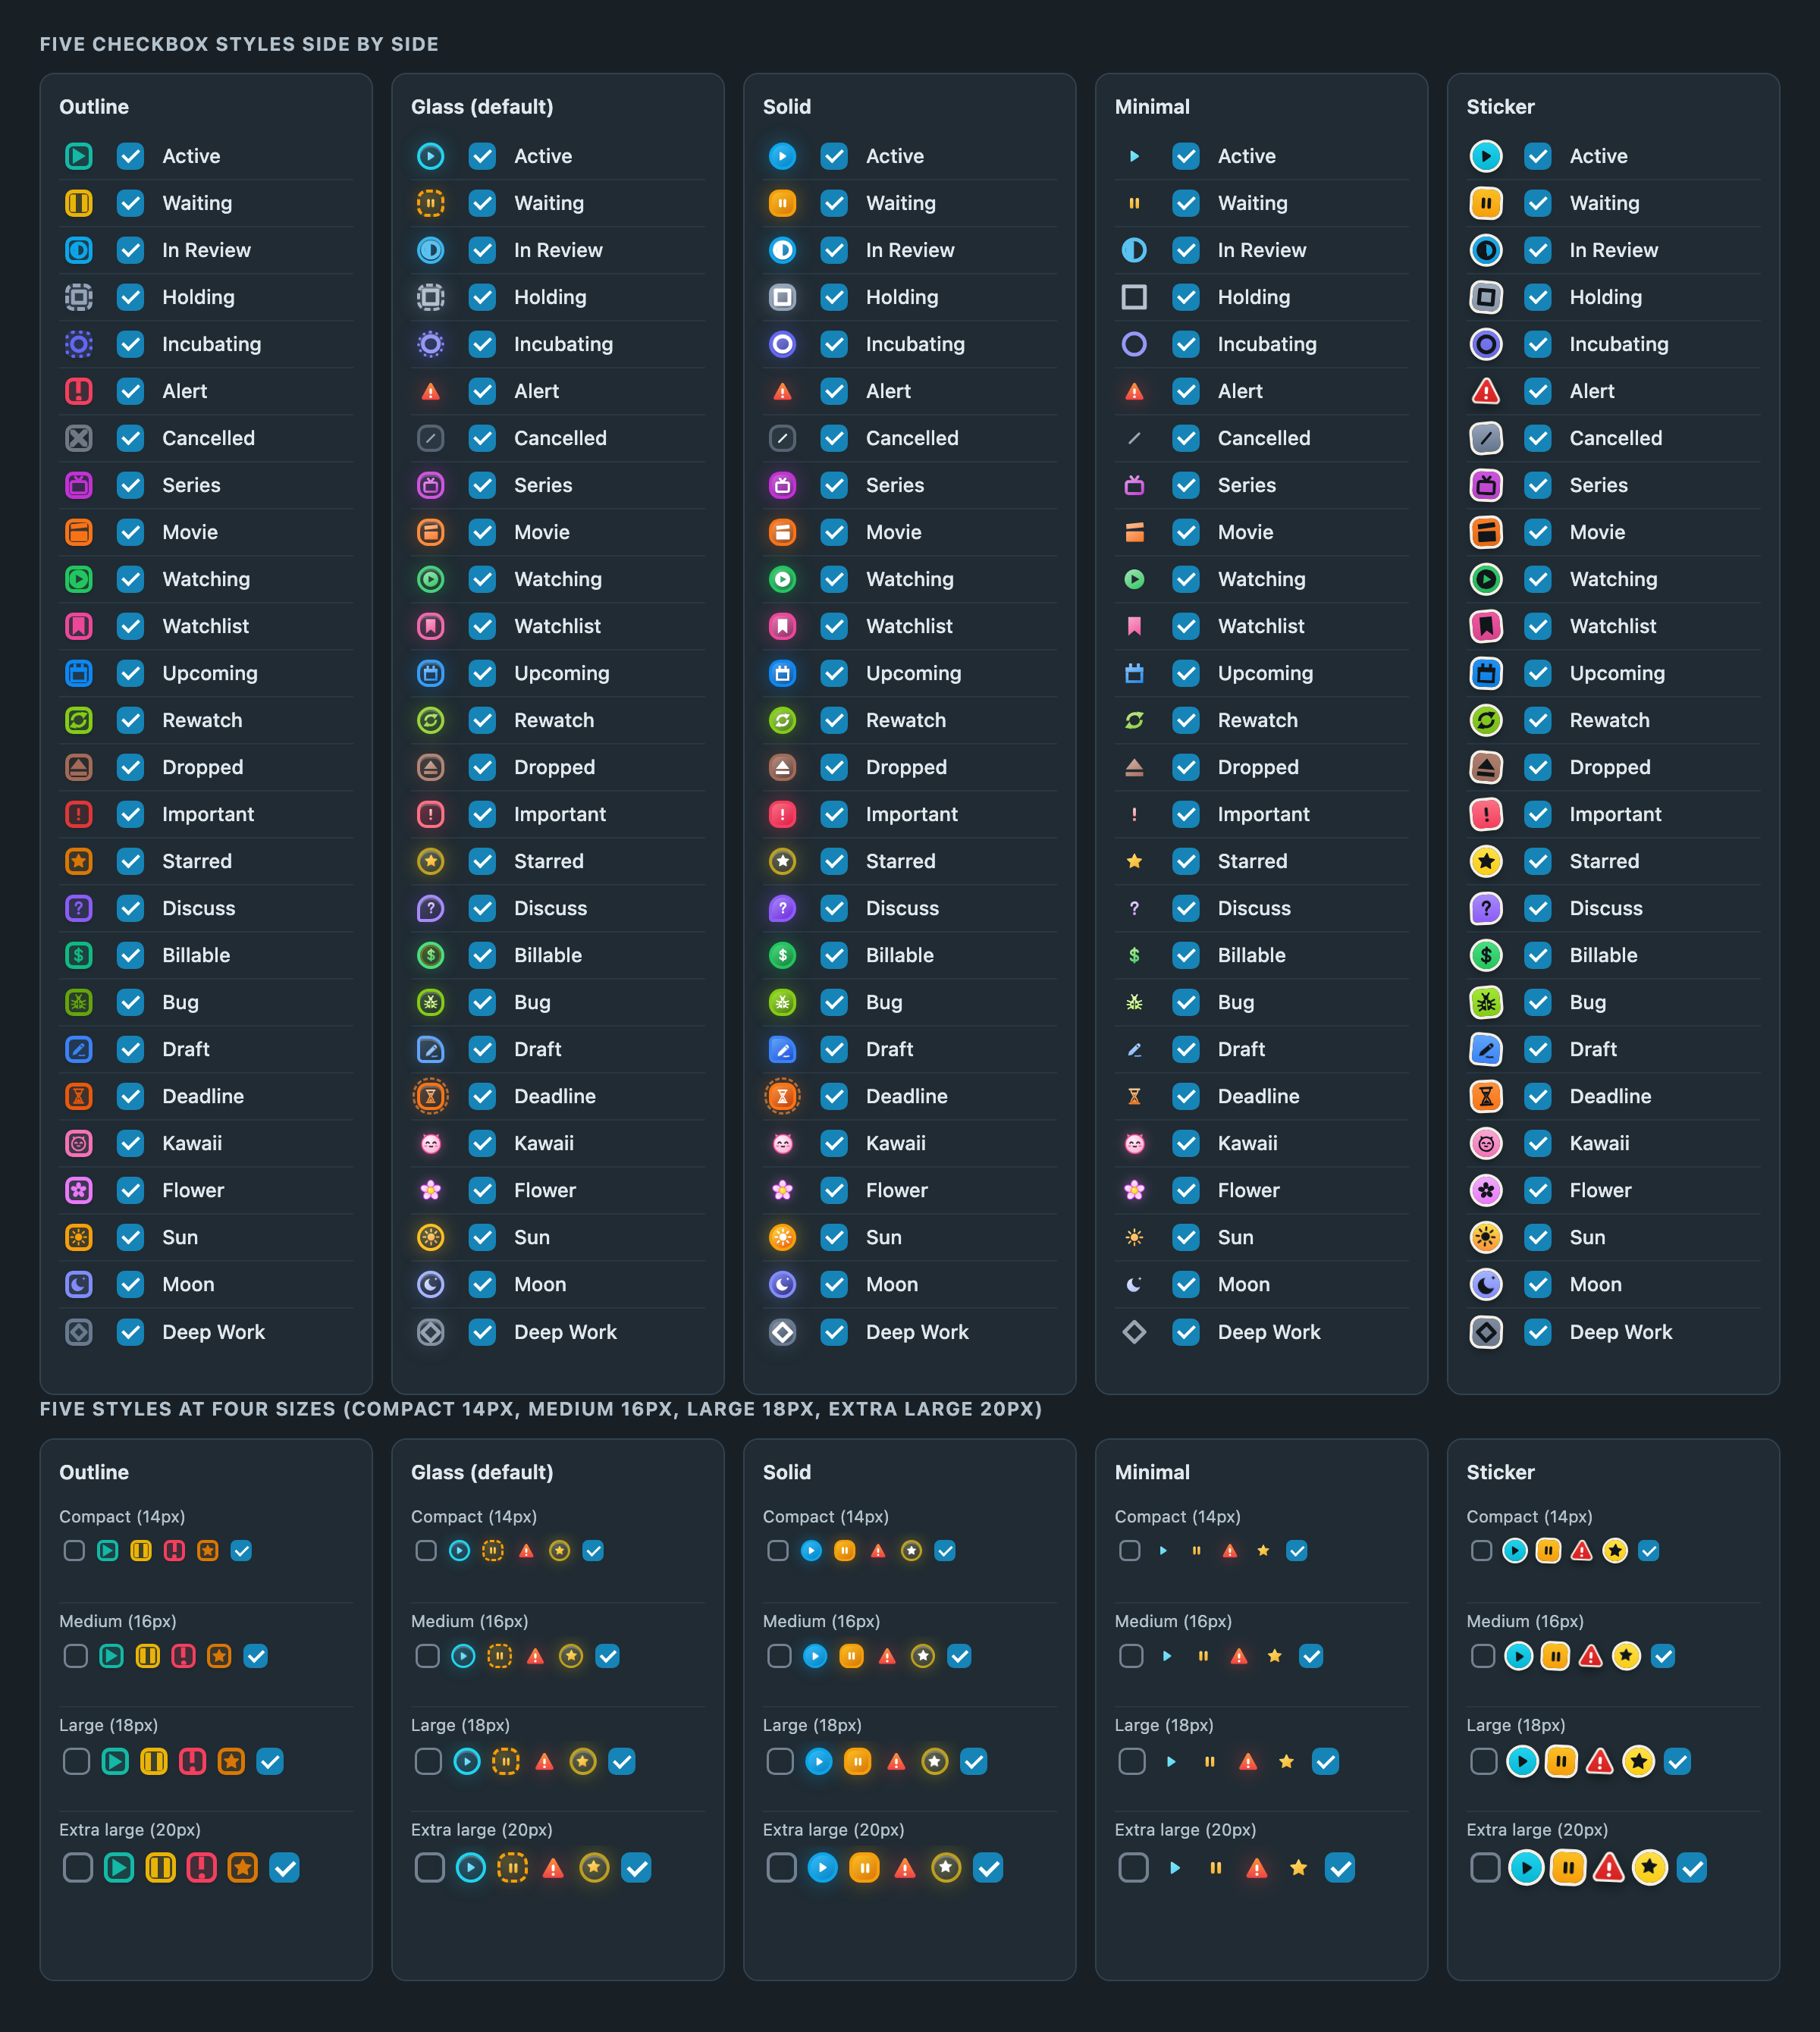 FIVE CHECKBOX STYLES SIDE BY SIDE
Outline
Active
Waiting
In Review
Holding
Incubating
Alert
Cancelled
Series
Movie
Watching
Watchlist
Upcoming
Rewatch
Dropped
Important
Starred
Discuss
Billable
Bug
Draft
Deadline
Kawaii
Flower
Sun
Moon
Deep Work
Glass (default)
Active
Waiting
In Review
Holding
Incubating
Alert
Cancelled
Series
Movie
Watching
Watchlist
Upcoming
Rewatch
Dropped
Important
Starred
Discuss
Billable
Bug
Draft
Deadline
Kawaii
Flower
Sun
Moon
Deep Work
Solid
Active
Waiting
In Review
Holding
Incubating
Alert
Cancelled
Series
Movie
Watching
Watchlist
Upcoming
Rewatch
Dropped
Important
Starred
Discuss
Billable
Bug
Draft
Deadline
Kawaii
Flower
Sun
Moon
Deep Work
Minimal
Active
Waiting
In Review
Holding
Incubating
Alert
Cancelled
Series
Movie
Watching
Watchlist
Upcoming
Rewatch
Dropped
Important
Starred
Discuss
Billable
Bug
Draft
Deadline
Kawaii
Flower
Sun
Moon
Deep Work
Sticker
Active
Waiting
In Review
Holding
Incubating
Alert
Cancelled
Series
Movie
Watching
Watchlist
Upcoming
Rewatch
Dropped
Important
Starred
Discuss
Billable
Bug
Draft
Deadline
Kawaii
Flower
Sun
Moon
Deep Work
FIVE STYLES AT FOUR SIZES (COMPACT 14PX, MEDIUM 16PX, LARGE 18PX, EXTRA LARGE 20PX)
Outline
Compact (14px)
Medium (16px)
Large (18px)
Extra large (20px)
Glass (default)
Compact (14px)
Medium (16px)
Large (18px)
Extra large (20px)
Solid
Compact (14px)
Medium (16px)
Large (18px)
Extra large (20px)
Minimal
Compact (14px)
Medium (16px)
Large (18px)
Extra large (20px)
Sticker
Compact (14px)
Medium (16px)
Large (18px)
Extra large (20px)